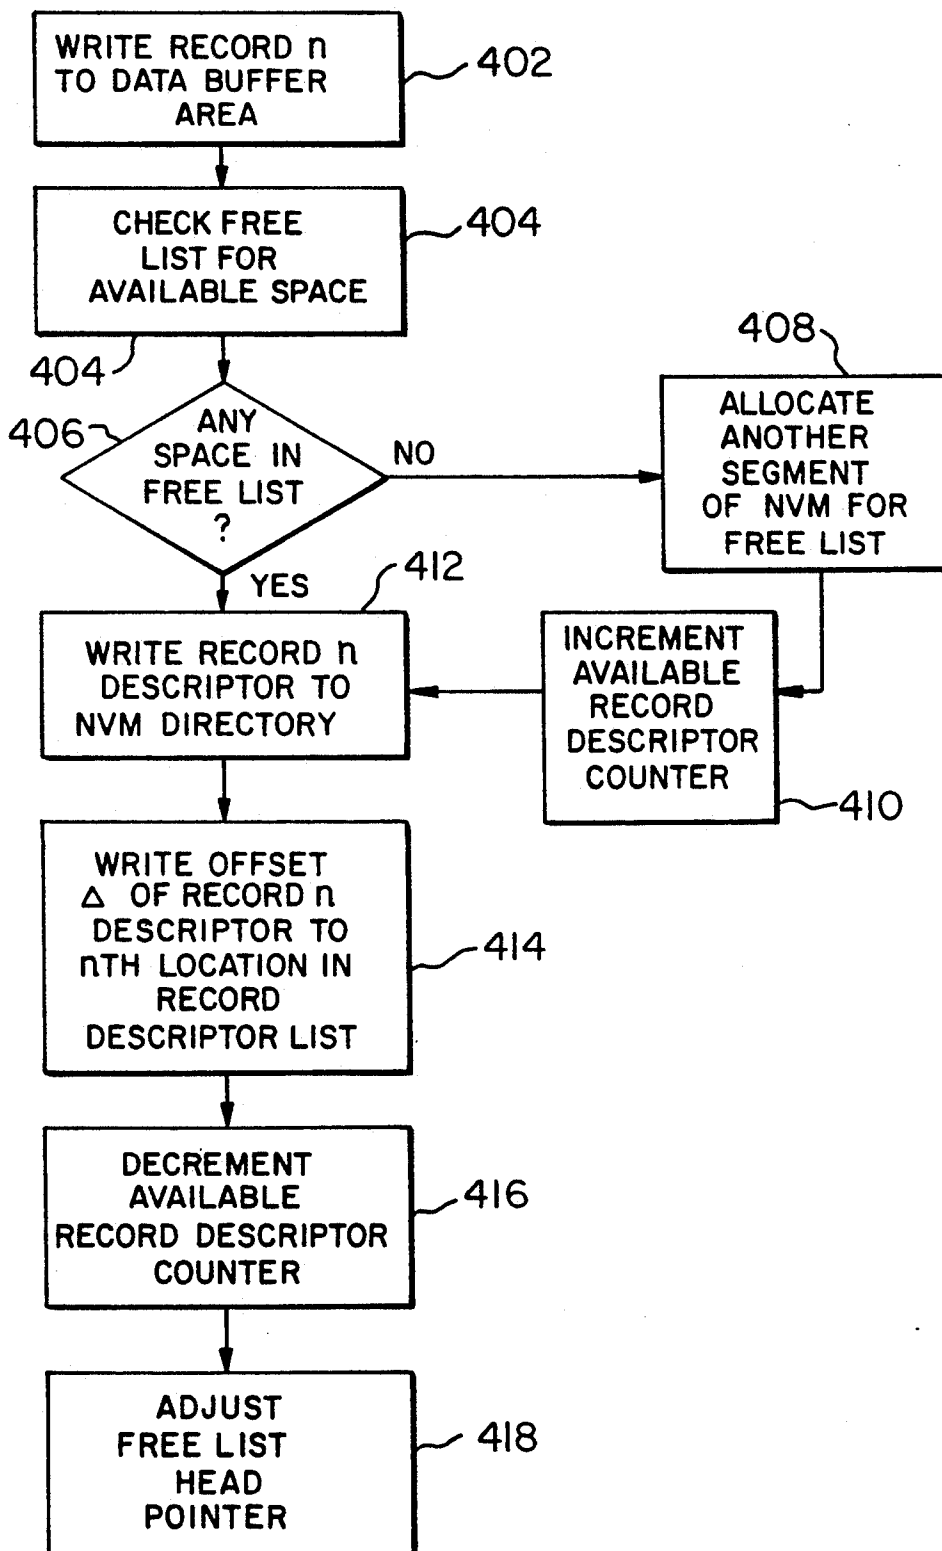 WRITE RECORD n
TO DATA BUFFER
AREA
402
CHECK FREE
LIST FOR
AVAILABLE SPACE
404
404
406
ANY
SPACE IN
FREE LIST
?
NO
YES
408
ALLOCATE
ANOTHER
SEGMENT
OF NVM FOR
FREE LIST
INCREMENT
AVAILABLE
RECORD
DESCRIPTOR
COUNTER
410
412
WRITE RECORD n
DESCRIPTOR TO
NVM DIRECTORY
WRITE OFFSET
Δ OF RECORD n
DESCRIPTOR TO
nTH LOCATION IN
RECORD
DESCRIPTOR LIST
414
DECREMENT
AVAILABLE
RECORD DESCRIPTOR
COUNTER
416
ADJUST
FREE LIST
HEAD
POINTER
418